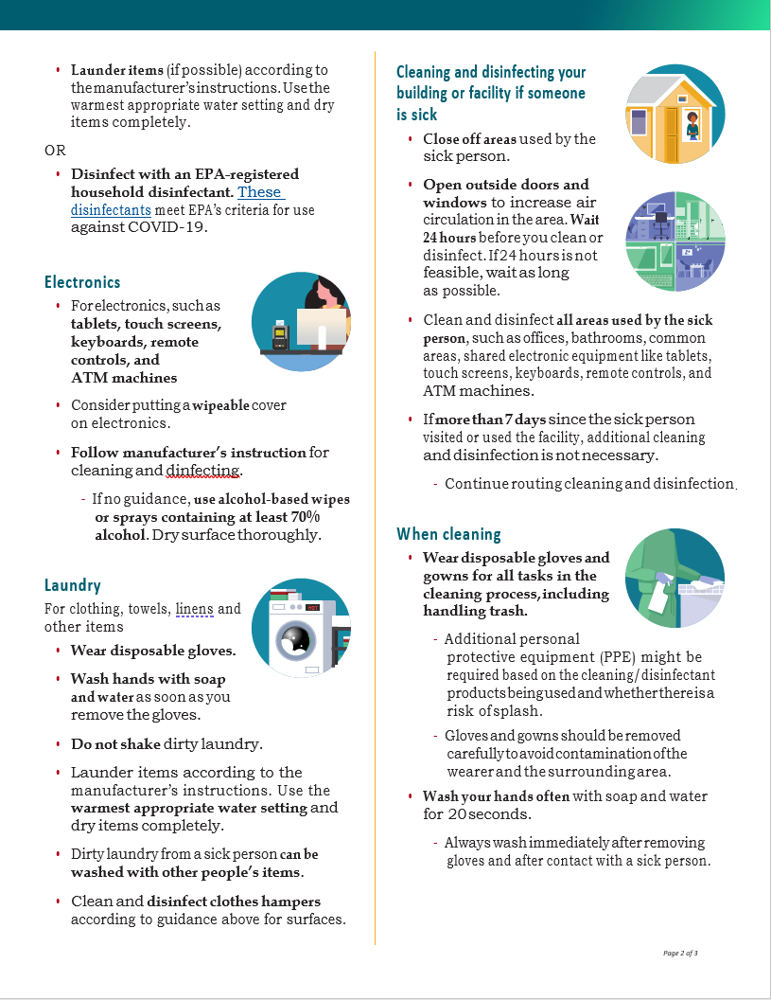 • Launder items (if possible) according to
the manufacturer's instructions. Use the
warmest appropriate water setting and dry
items completely.
OR
• Disinfect with an EPA-registered
household disinfectant. These
disinfectants meet EPA's criteria for use
against COVID-19.
Electronics
• For electronics, such as
tablets, touch screens,
keyboards, remote
controls, and
ATM machines
• Consider putting a wipeable cover
on electronics.
• Follow manufacturer's instruction for
cleaning and dinfecting.
- If no guidance, use alcohol-based wipes
or sprays containing at least 70%
alcohol. Dry surface thoroughly.
Laundry
For clothing, towels, linens and
other items
• Wear disposable gloves.
• Wash hands with soap
and water as soon as you
remove the gloves.
• Do not shake dirty laundry.
• Launder items according to the
manufacturer's instructions. Use the
warmest appropriate water setting and
dry items completely.
• Dirty laundry from a sick person can be
washed with other people's items.
• Clean and disinfect clothes hampers
according to guidance above for surfaces.
HOT
Cleaning and disinfecting your
building or facility if someone
is sick
• Close off areas used by the
sick person.
• Open outside doors and
windows to increase air
circulation in the area. Wait
24 hours before you clean or
disinfect. If 24 hours is not
feasible, wait as long
as possible.
• Clean and disinfect all areas used by the sick
person, such as offices, bathrooms, common
areas, shared electronic equipment like tablets,
touch screens, keyboards, remote controls, and
ATM machines.
• If more than 7 days since the sick person
visited or used the facility, additional cleaning
and disinfection is not necessary.
- Continue routing cleaning and disinfection.
When cleaning
• Wear disposable gloves and
gowns for all tasks in the
cleaning process, including
handling trash.
- Additional personal
protective equipment (PPE) might be
required based on the cleaning/disinfectant
products being used and whether there is a
risk of splash.
- Gloves and gowns should be removed
carefully to avoid contamination of the
wearer and the surrounding area.
• Wash your hands often with soap and water
for 20 seconds.
- Always wash immediately after removing
gloves and after contact with a sick person.
Page 2 of 3